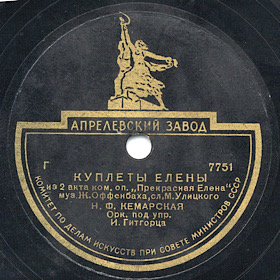 АПРЕЛЕВСКИЙ ЗАВОД
Г 7751
КУПЛЕТЫ ЕЛЕНЫ
из 2 акта ком. оп. „Прекрасная Елена"
муз. Ж. Оффенбаха, сл. М. Улицкого
Н. Ф. КЕМАРСКАЯ
Орк. под упр.
И. Гитгорца
КОМИТЕТ ПО ДЕЛАМ ИСКУССТВ ПРИ СОВЕТЕ МИНИСТРОВ СССР